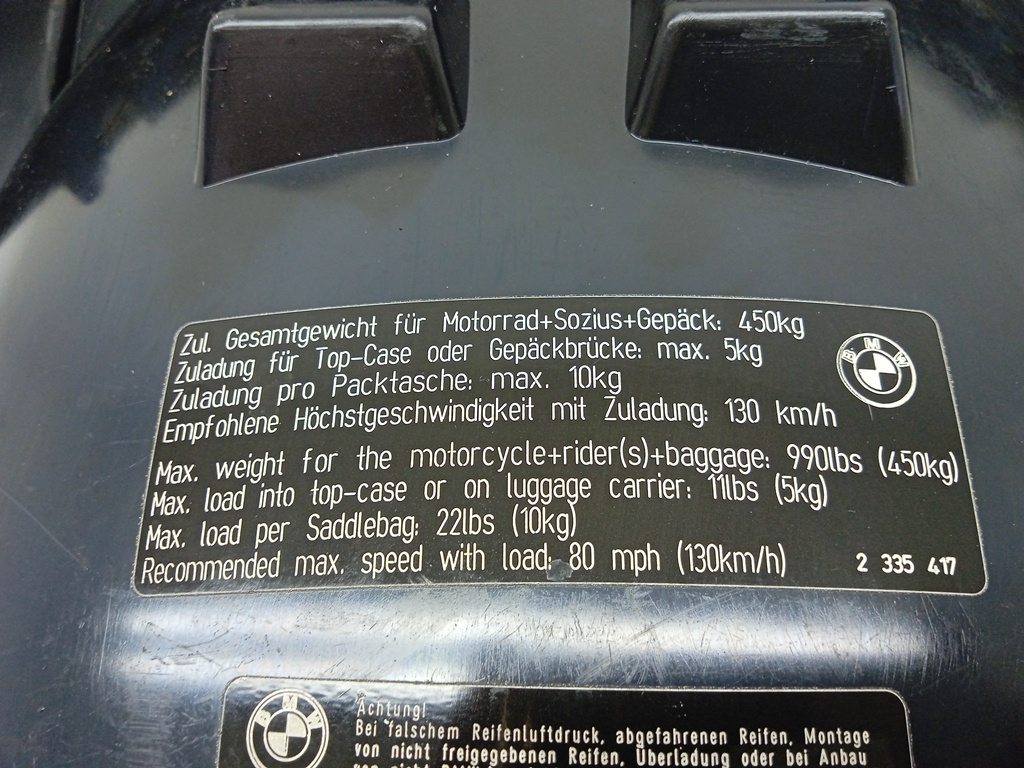 Zul. Gesamtgewicht für Motorrad+Sozius+Gepäck: 450kg
Zuladung für Top-Case oder Gepäckbrücke: max. 5kg
Zuladung pro Packtasche: max. 10kg
Empfohlene Höchstgeschwindigkeit mit Zuladung: 130 km/h
BMW
Max. weight for the motorcycle+rider(s)+baggage: 990lbs (450kg)
Max. load into top-case or on luggage carrier: 11lbs (5kg)
Max. load per Saddlebag: 22lbs (10kg)
Recommended max. speed with load: 80 mph (130km/h)
2 335 417
BMW
Achtung!
Bei falschem Reifenluftdruck, abgefahrenen Reifen, Montage
von nicht freigegebenen Reifen, Überladung oder bei Anbau